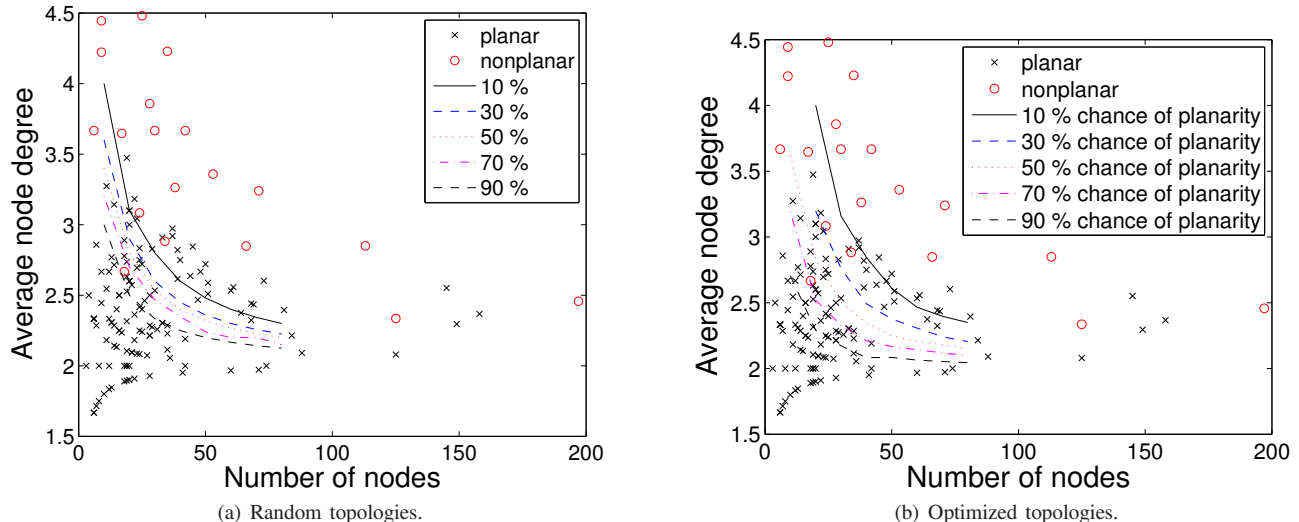 4.5
4
3.5
3
2.5
2
1.5
Average node degree
0 50 100 150 200
Number of nodes
planar
nonplanar
10 %
30 %
50 %
70 %
90 %
(a) Random topologies.
4.5
4
3.5
3
2.5
2
1.5
Average node degree
0 50 100 150 200
Number of nodes
planar
nonplanar
10 % chance of planarity
30 % chance of planarity
50 % chance of planarity
70 % chance of planarity
90 % chance of planarity
(b) Optimized topologies.